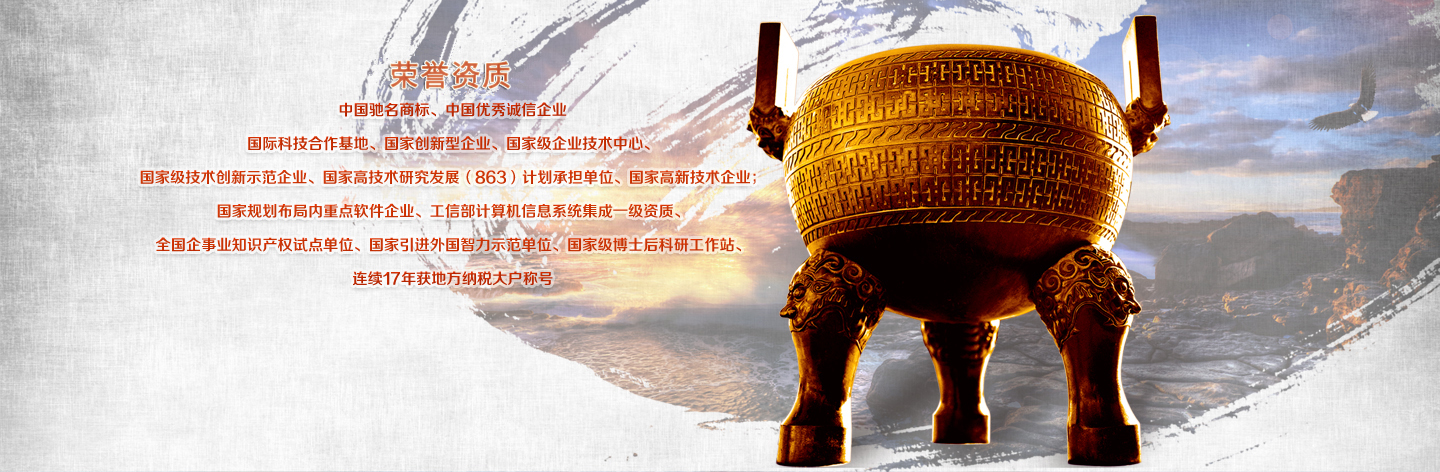 荣誉资质
中国驰名商标、中国优秀诚信企业
国际科技合作基地、国家创新型企业、国家级企业技术中心、
国家级技术创新示范企业、国家高技术研究发展（863）计划承担单位、国家高新技术企业；
国家规划布局内重点软件企业、工信部计算机信息系统集成一级资质、
全国企事业知识产权试点单位、国家引进外国智力示范单位、国家级博士后科研工作站、
连续17年获地方纳税大户称号